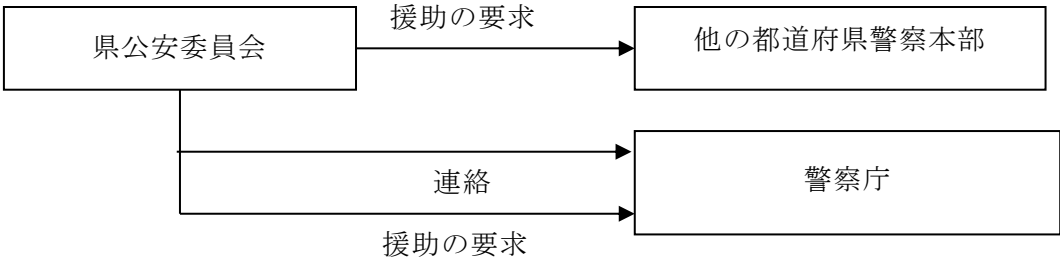 援助の要求
県公安委員会
他の都道府県警察本部
連絡
警察庁
援助の要求